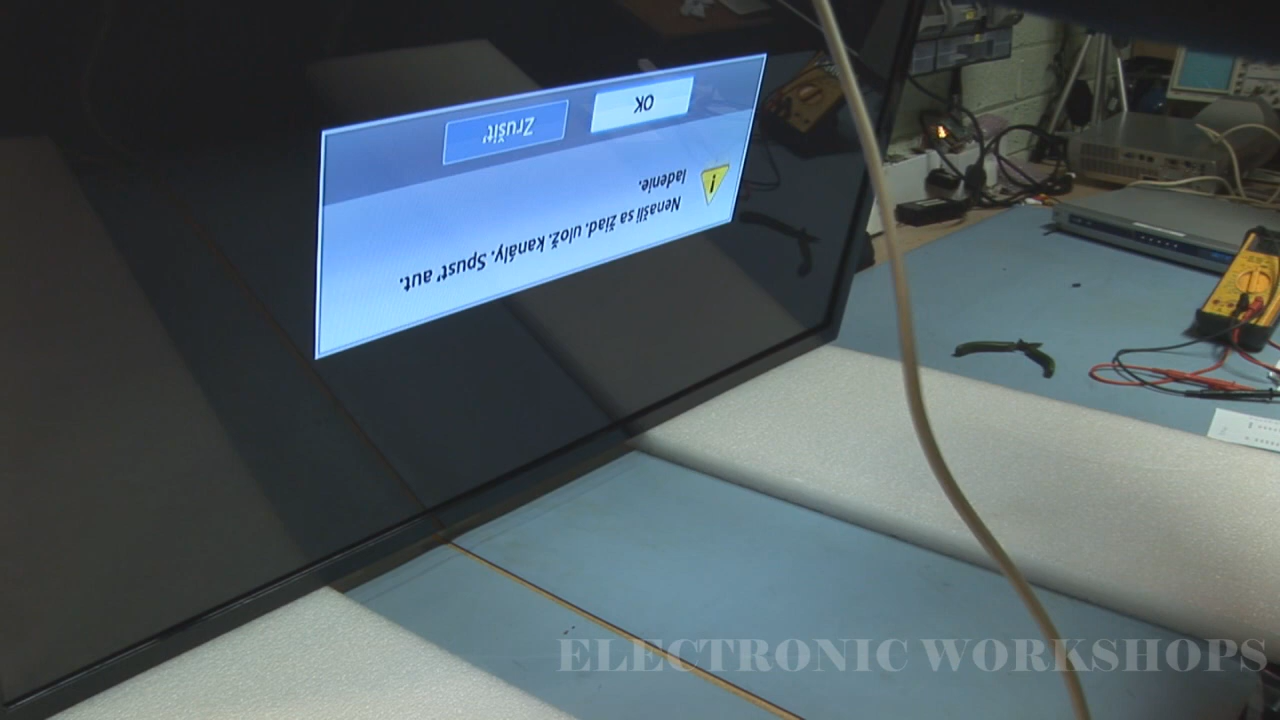 Nenašli sa žiad. ulož. kanály. Spusť aut.
ladenie.
OK
Zrušiť
ELECTRONIC WORKSHOPS